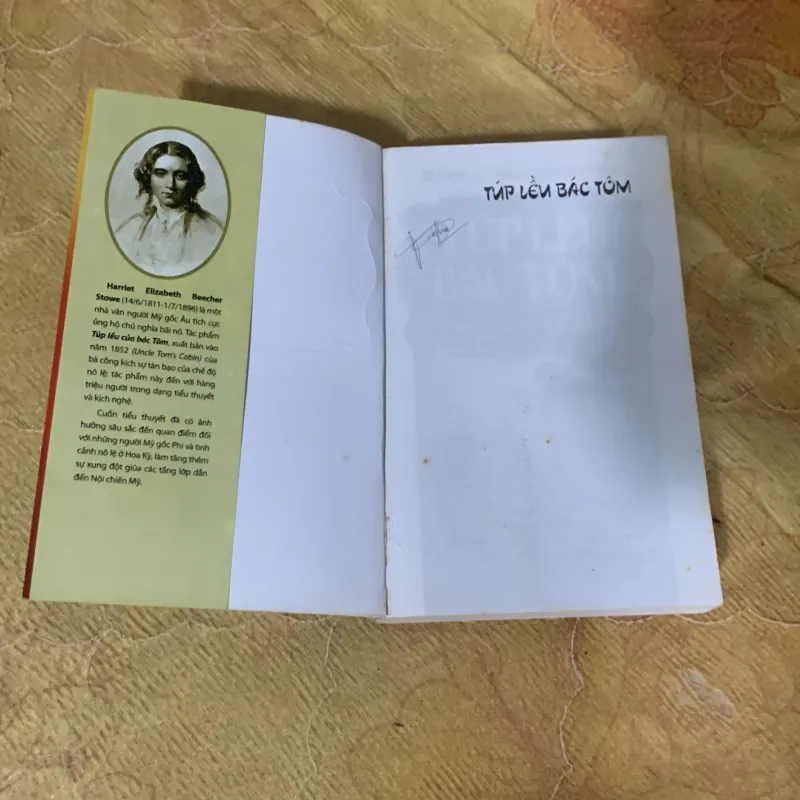 Harriet Elizabeth Beecher
Stowe (14/6/1811-1/7/1896) là một
nhà văn người Mỹ gốc Âu tích cực
ủng hộ chủ nghĩa bãi nô. Tác phẩm
Túp lều của bác Tôm, xuất bản vào
năm 1852 (Uncle Tom's Cabin) của
bà công kích sự tàn bạo của chế độ
nô lệ; tác phẩm này đến với hàng
triệu người trong dạng tiểu thuyết
và kịch nghệ.
Cuốn tiểu thuyết đã có ảnh
hưởng sâu sắc đến quan điểm đối
với những người Mỹ gốc Phi và tình
cảnh nô lệ ở Hoa Kỳ, làm tăng thêm
sự xung đột giữa các tầng lớp dẫn
đến Nội chiến Mỹ.
TÚP LỀU BÁC TÔM